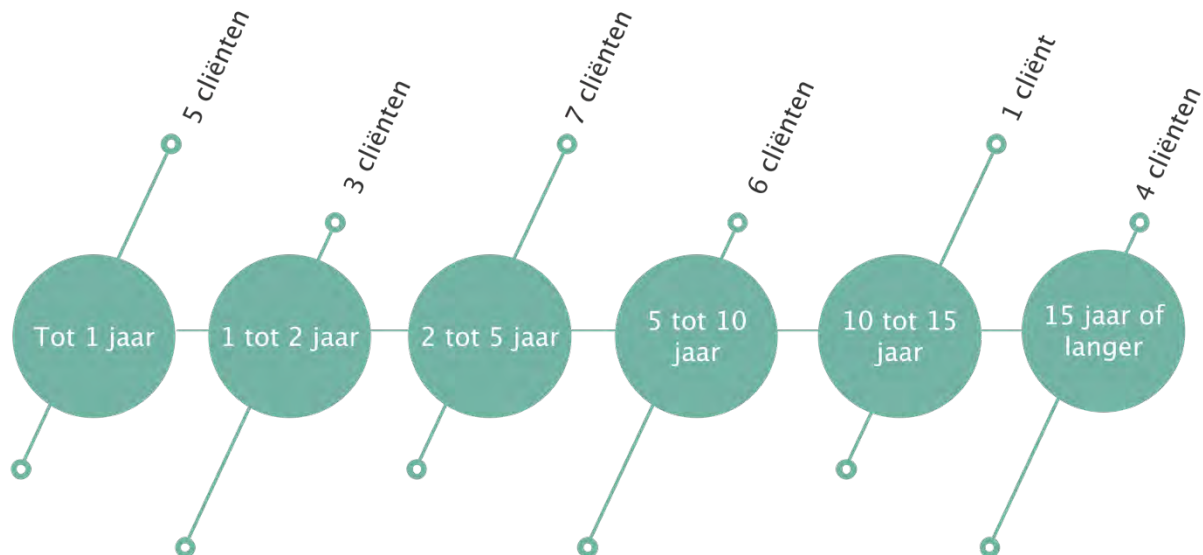 5 cliënten
3 cliënten
7 cliënten
6 cliënten
1 cliënt
4 cliënten
Tot 1 jaar
1 tot 2 jaar
2 tot 5 jaar
5 tot 10
jaar
10 tot 15
jaar
15 jaar of
langer